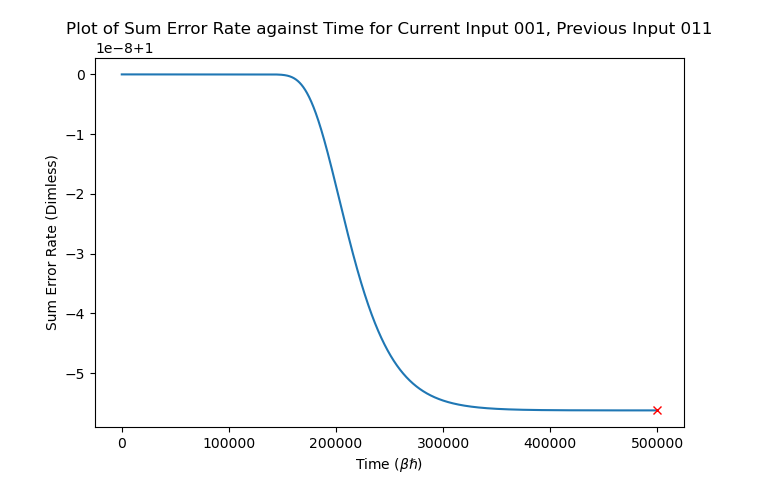 Plot of Sum Error Rate against Time for Current Input 001, Previous Input 011
1e−8+1
0
−1
−2
−3
−4
−5
Sum Error Rate (Dimless)
0 100000 200000 300000 400000 500000
Time (βħ)